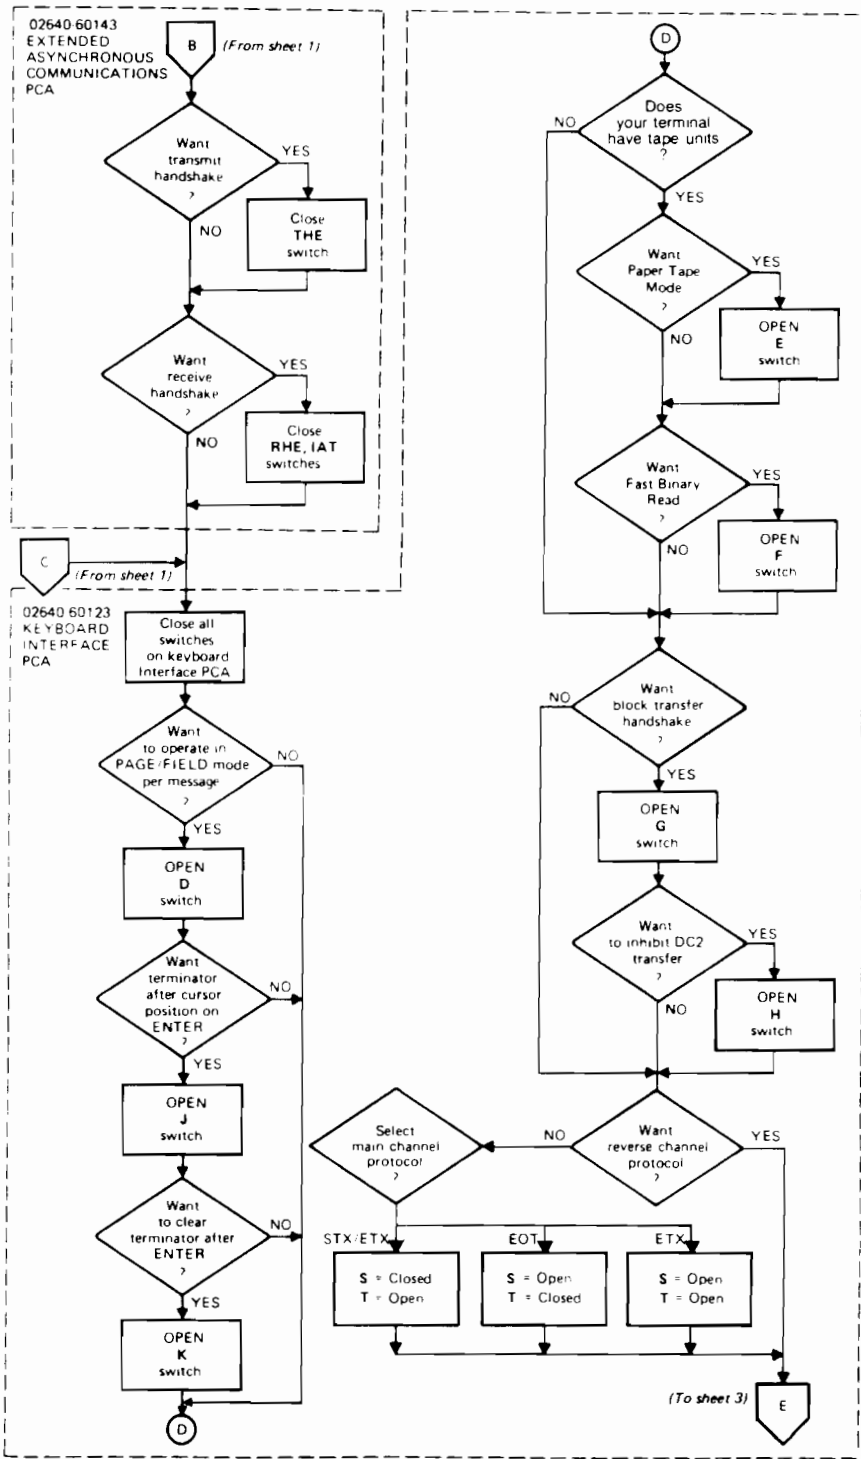 02640-60143
EXTENDED
ASYNCHRONOUS
COMMUNICATIONS
PCA
B
(From sheet 1)
Want
transmit
handshake
?
YES
NO
Close
THE
switch
Want
receive
handshake
?
YES
NO
Close
RHE, IAT
switches
C
(From sheet 1)
02640 60123
KEYBOARD
INTERFACE
PCA
Close all
switches
on keyboard
Interface PCA
Want
to operate in
PAGE/FIELD mode
per message
?
NO
YES
OPEN
D
switch
Want
terminator
after cursor
position on
ENTER
?
NO
YES
OPEN
J
switch
Want
to clear
terminator after
ENTER
?
NO
YES
OPEN
K
switch
D
D
Does
your terminal
have tape units
?
NO
YES
Want
Paper Tape
Mode
?
YES
NO
OPEN
E
switch
Want
Fast Binary
Read
?
YES
NO
OPEN
F
switch
Want
block transfer
handshake
?
NO
YES
OPEN
G
switch
Want
to inhibit DC2
transfer
?
YES
NO
OPEN
H
switch
Want
reverse channel
protocol
?
NO
YES
Select
main channel
protocol
?
STX/ETX
EOT
ETX
S = Closed
T = Open
S = Open
T = Closed
S = Open
T = Open
(To sheet 3)
E